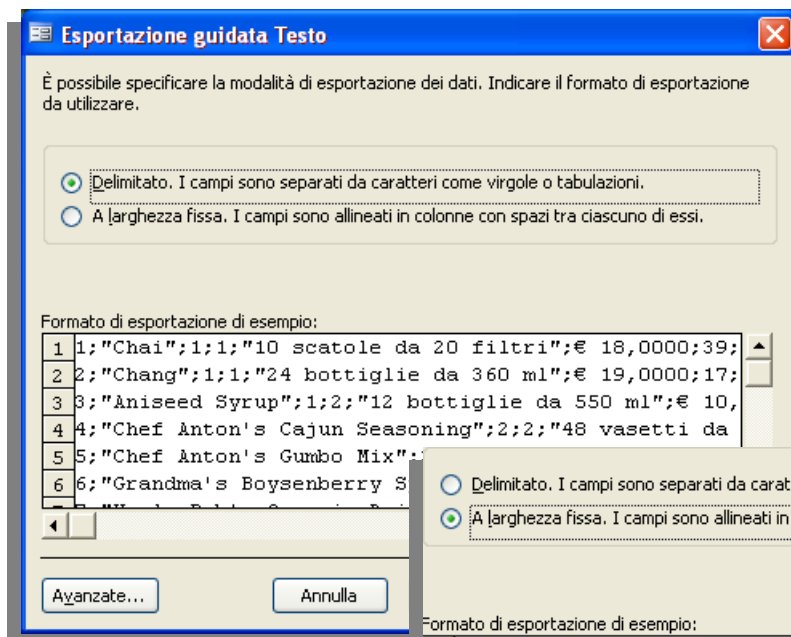 Esportazione guidata Testo
È possibile specificare la modalità di esportazione dei dati. Indicare il formato di esportazione
da utilizzare.
Delimitato. I campi sono separati da caratteri come virgole o tabulazioni.
A larghezza fissa. I campi sono allineati in colonne con spazi tra ciascuno di essi.
Formato di esportazione di esempio:
1 1;"Chai";1;1;"10 scatole da 20 filtri";€ 18,0000;39;
2 2;"Chang";1;1;"24 bottiglie da 360 ml";€ 19,0000;17;
3 3;"Aniseed Syrup";1;2;"12 bottiglie da 550 ml";€ 10,
4 4;"Chef Anton's Cajun Seasoning";2;2;"48 vasetti da
5 5;"Chef Anton's Gumbo Mix";
6 6;"Grandma's Boysenberry S
Delimitato. I campi sono separati da carat
A larghezza fissa. I campi sono allineati in
Avanzate...
Annulla
Formato di esportazione di esempio: